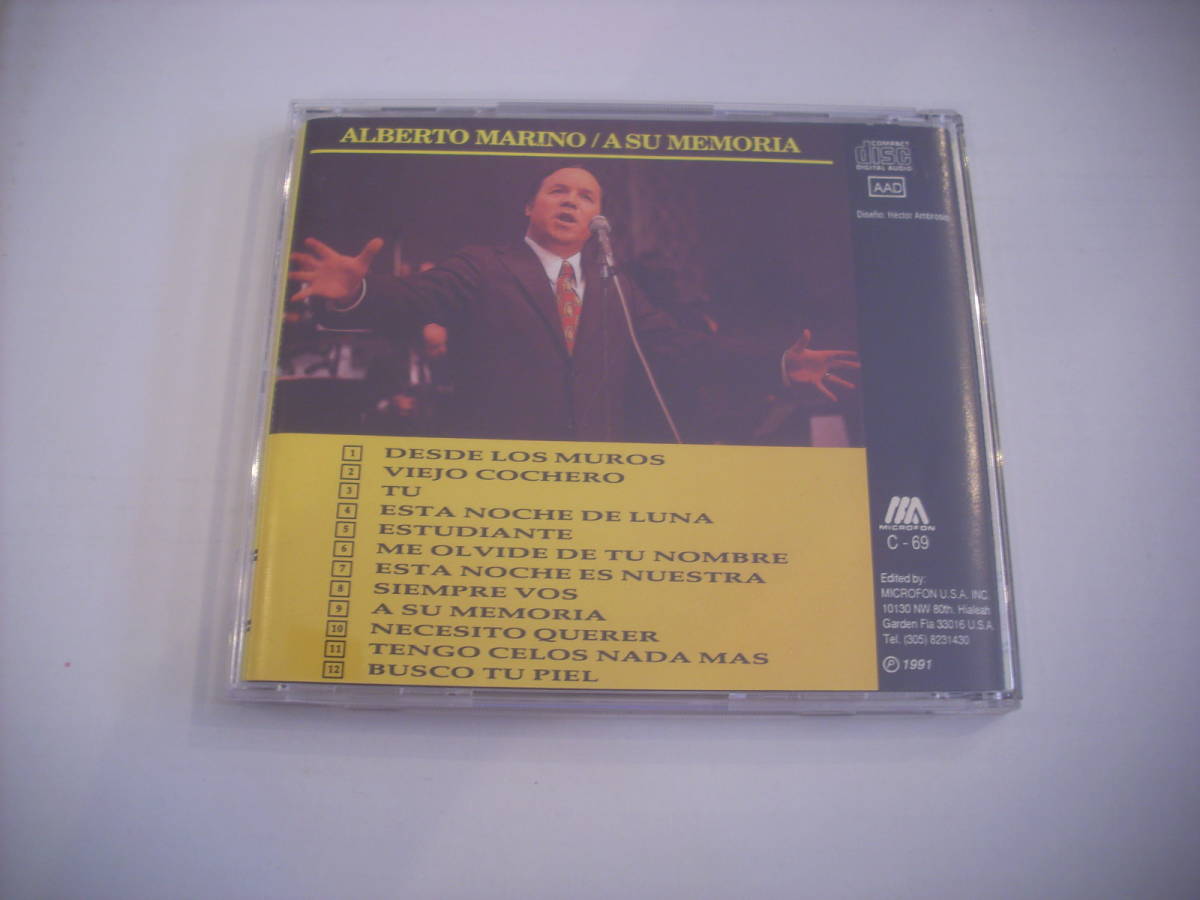 ALBERTO MARINO / A SU MEMORIA
COMPACT
disc
DIGITAL AUDIO
AAD
Diseño: Hector Ambrosio
1 DESDE LOS MUROS
2 VIEJO COCHERO
3 TU
4 ESTA NOCHE DE LUNA
5 ESTUDIANTE
6 ME OLVIDE DE TU NOMBRE
7 ESTA NOCHE ES NUESTRA
8 SIEMPRE VOS
9 A SU MEMORIA
10 NECESITO QUERER
11 TENGO CELOS NADA MAS
12 BUSCO TU PIEL
MICROFON
C - 69
Edited by:
MICROFON U.S.A. INC.
10130 NW 80th. Hialeah
Garden Fla 33016 U.S.A
Tel. (305) 8231430
℗ 1991